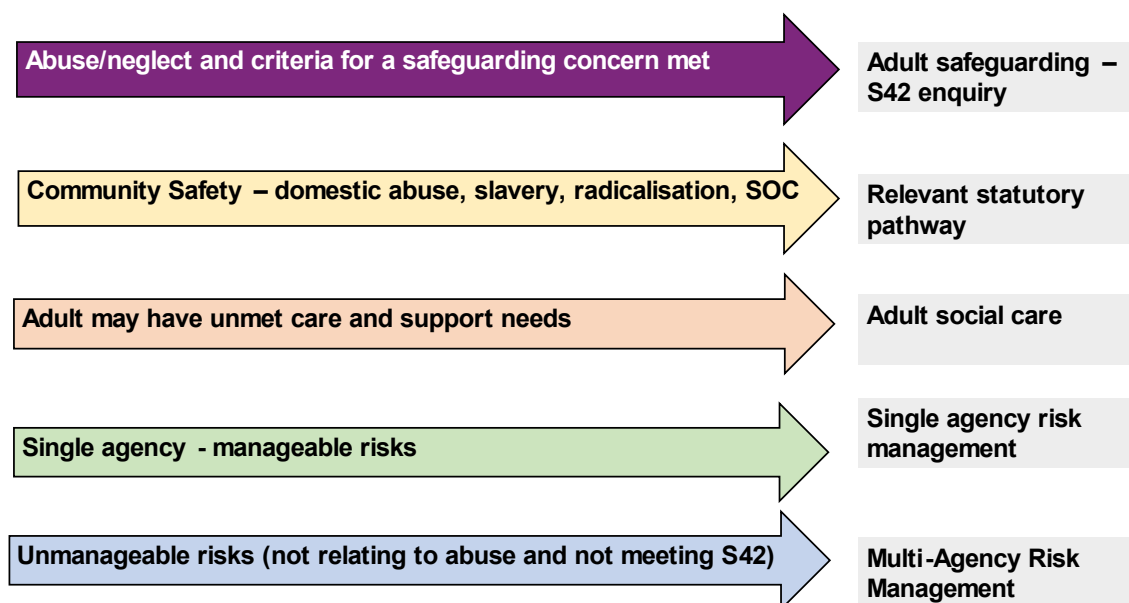 Abuse/neglect and criteria for a safeguarding concern met
Adult safeguarding –
S42 enquiry
Community Safety – domestic abuse, slavery, radicalisation, SOC
Relevant statutory
pathway
Adult may have unmet care and support needs
Adult social care
Single agency - manageable risks
Single agency risk
management
Unmanageable risks (not relating to abuse and not meeting S42)
Multi-Agency Risk
Management